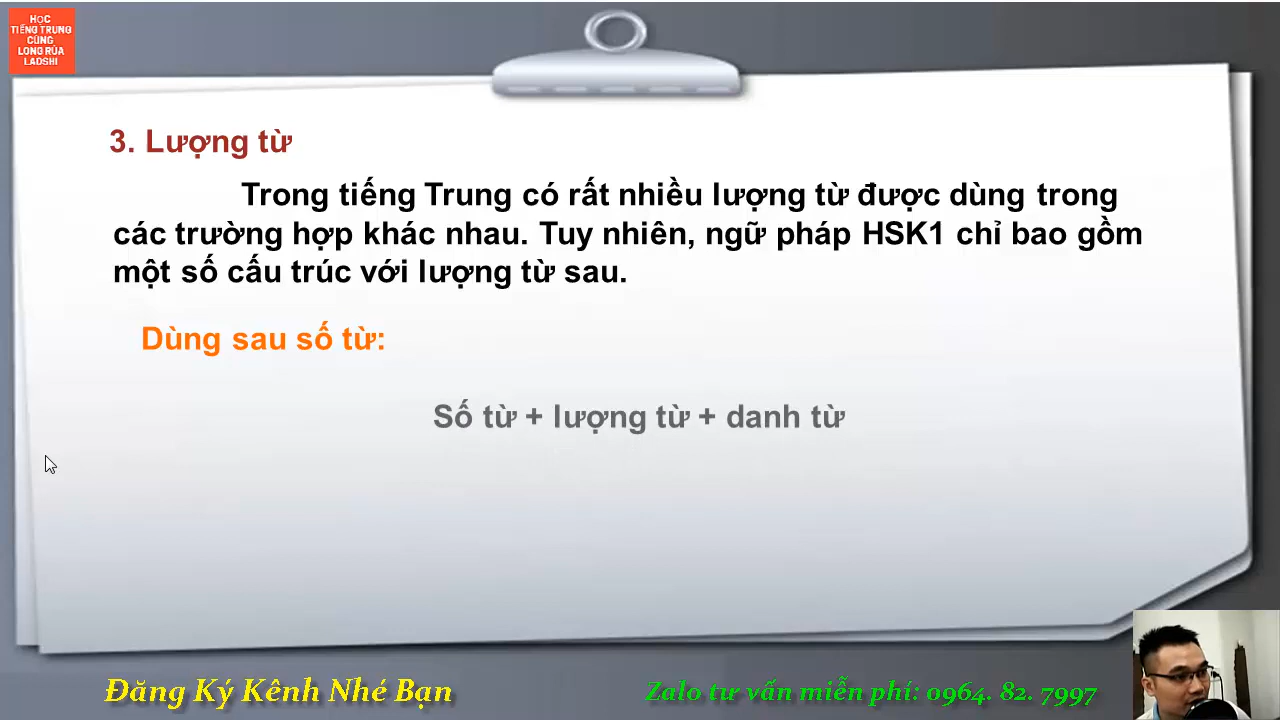 HỌC
TIẾNG TRUNG
CÙNG
LONG RÙA
LAOSHI
3. Lượng từ
Trong tiếng Trung có rất nhiều lượng từ được dùng trong
các trường hợp khác nhau. Tuy nhiên, ngữ pháp HSK1 chỉ bao gồm
một số cấu trúc với lượng từ sau.
Dùng sau số từ:
Số từ + lượng từ + danh từ
Đăng Ký Kênh Nhé Bạn
Zalo tư vấn miễn phí: 0964. 82. 7997